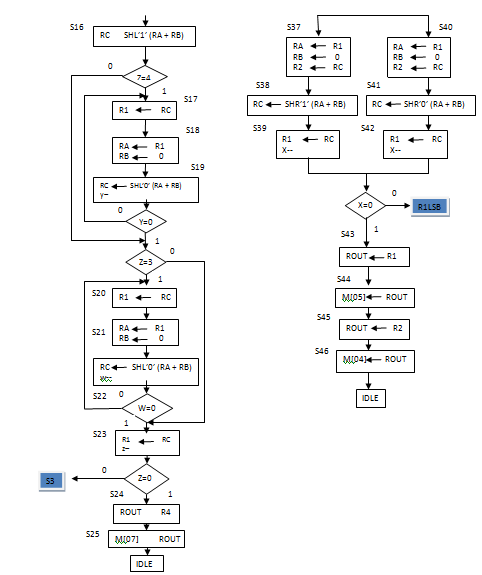 S16
RC SHL'1' (RA + RB)
0
Z=4
1
S17
R1 RC
S18
RA R1
RB 0
S19
RC SHL'0' (RA + RB)
Y--
0
Y=0
1
0
Z=3
1
S20
R1 RC
S21
RA R1
RB 0
RC SHL'0' (RA + RB)
W--
S22
0
W=0
1
S23
R1 RC
Z--
0
Z=0
S3
1
S24
ROUT R4
S25
M[07] ROUT
IDLE
S37
S40
RA R1
RB 0
R2 RC
RA R1
RB 0
R2 RC
S38
S41
RC SHR'1' (RA + RB)
RC SHR'0' (RA + RB)
S39
S42
R1 RC
X--
R1 RC
X--
0
X=0
R1LSB
1
S43
ROUT R1
S44
M[05] ROUT
S45
ROUT R2
S46
M[04] ROUT
IDLE